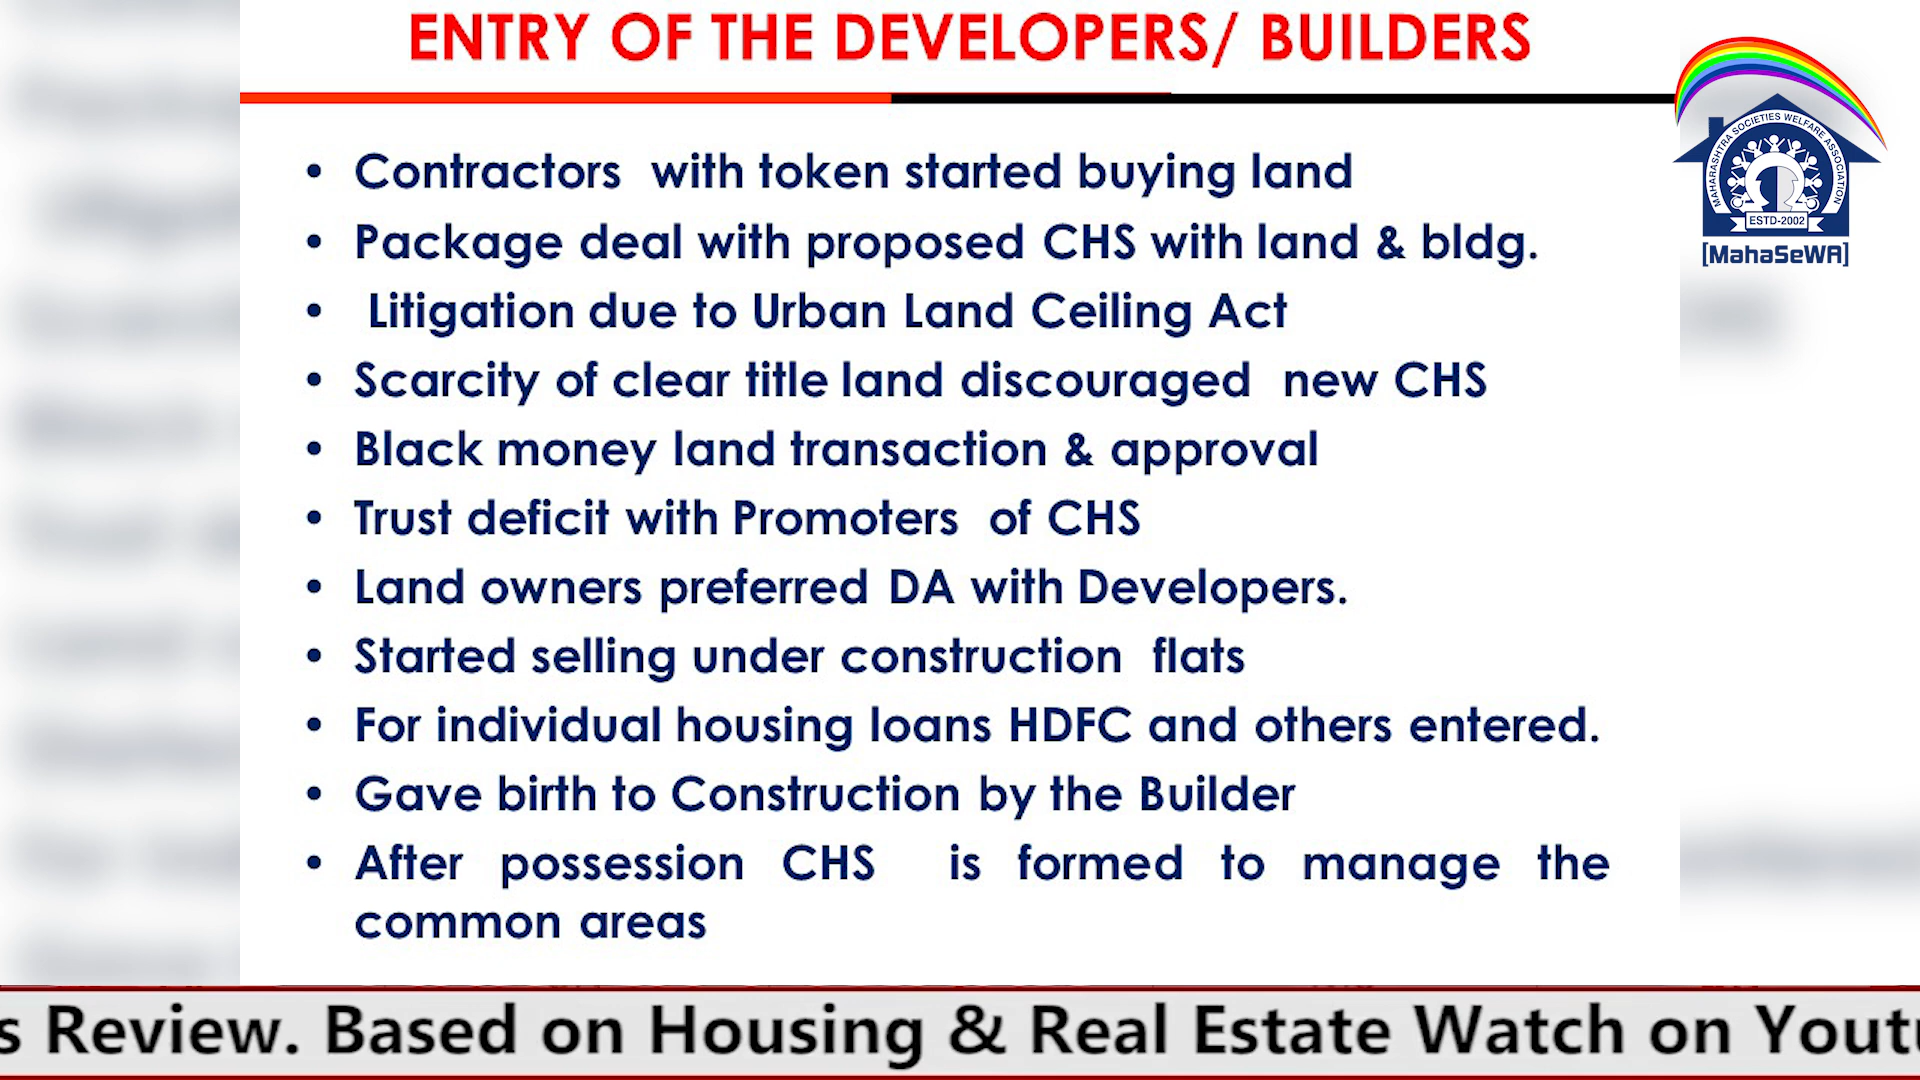 ENTRY OF THE DEVELOPERS/ BUILDERS
MAHARASHTRA SOCIETIES WELFARE ASSOCIATION
ESTD-2002
[MahaSeWA]
• Contractors with token started buying land
• Package deal with proposed CHS with land & bldg.
• Litigation due to Urban Land Ceiling Act
• Scarcity of clear title land discouraged new CHS
• Black money land transaction & approval
• Trust deficit with Promoters of CHS
• Land owners preferred DA with Developers.
• Started selling under construction flats
• For individual housing loans HDFC and others entered.
• Gave birth to Construction by the Builder
• After possession CHS is formed to manage the
common areas
s Review. Based on Housing & Real Estate Watch on Yout